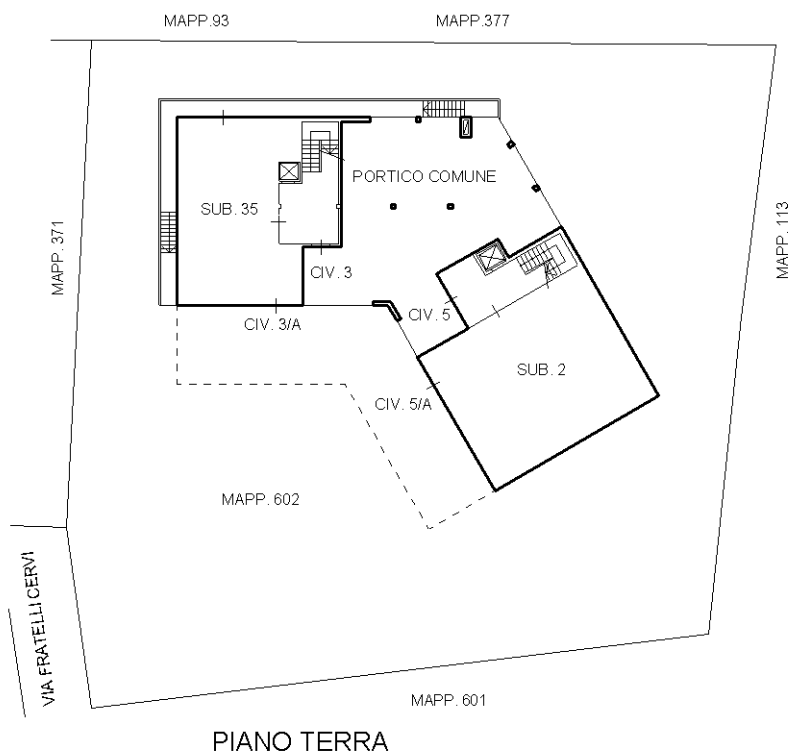 MAPP.93
MAPP.377
PORTICO COMUNE
SUB. 35
MAPP. 371
MAPP. 113
CIV. 3
CIV. 5
CIV. 3/A
SUB. 2
CIV. 5/A
MAPP. 602
VIA FRATELLI CERVI
MAPP. 601
PIANO TERRA